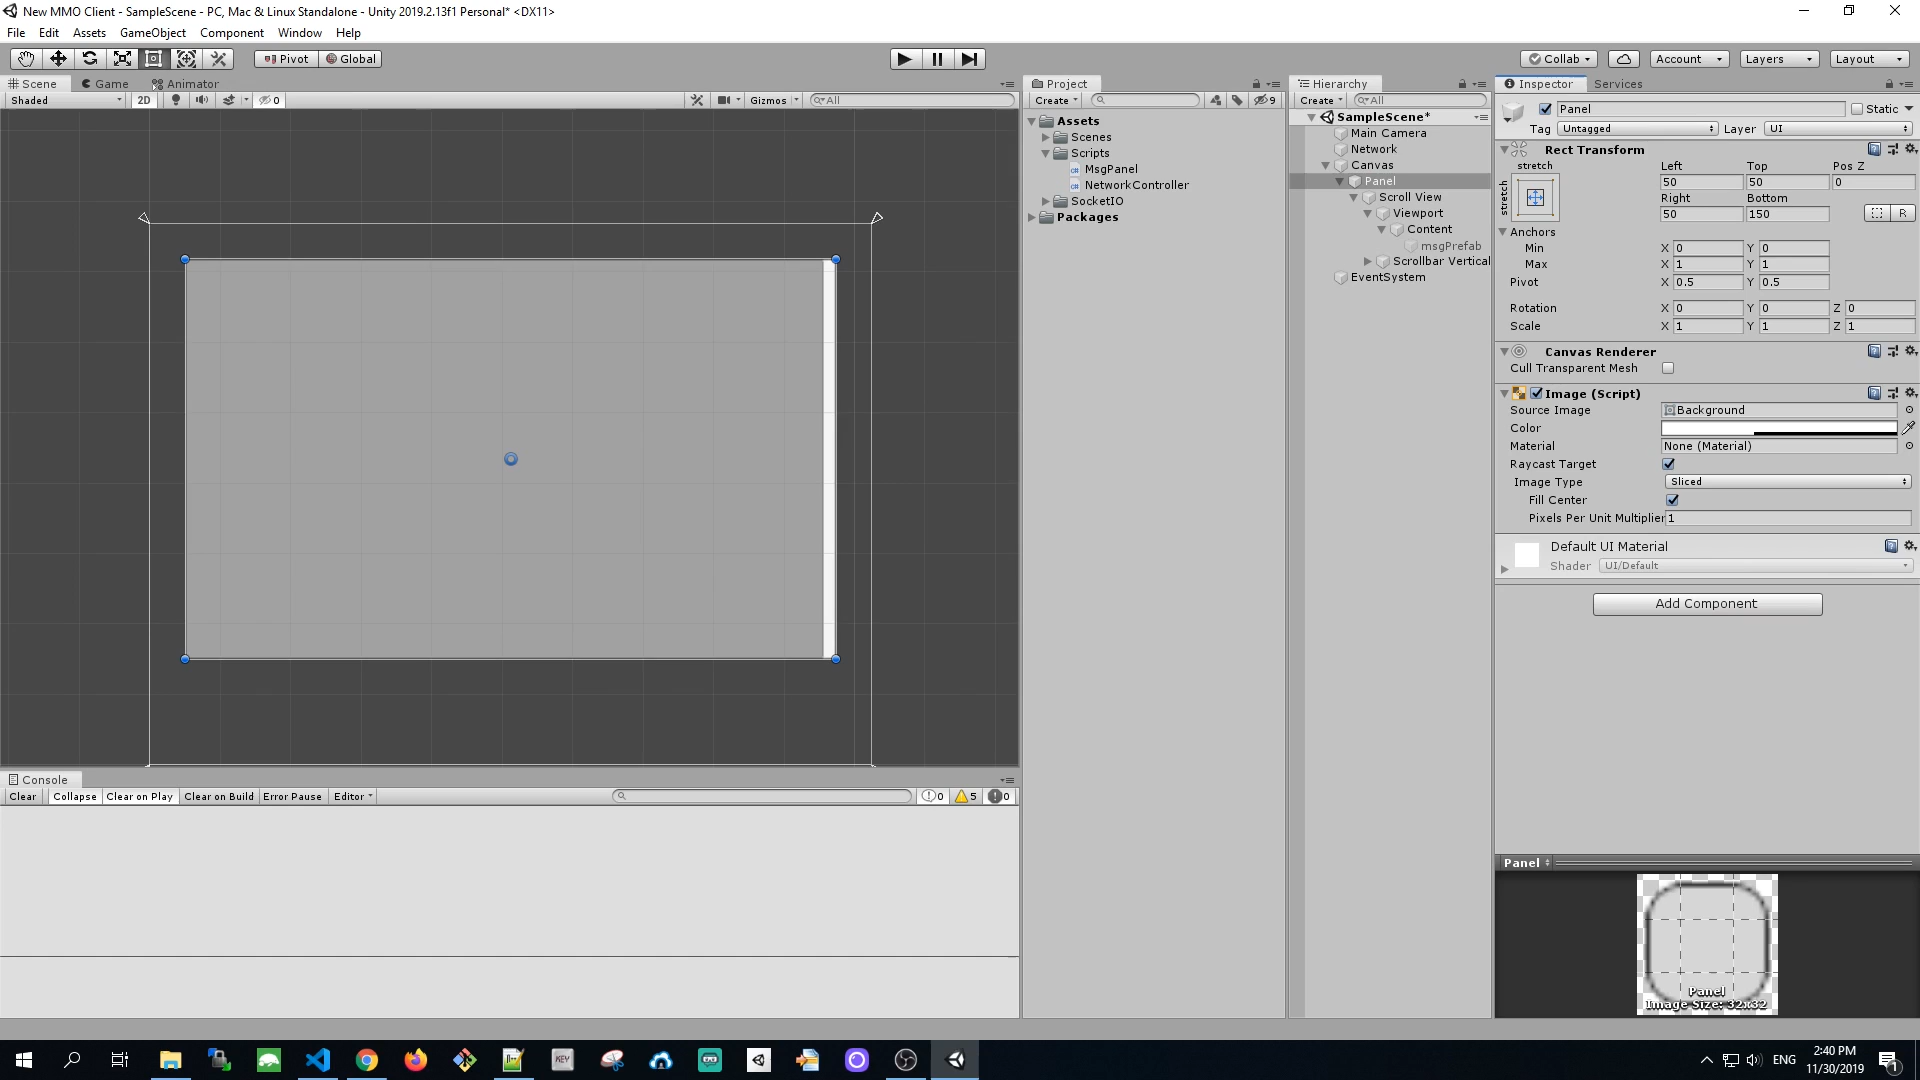 New MMO Client - SampleScene - PC, Mac & Linux Standalone - Unity 2019.2.13f1 Personal* <DX11>
File Edit Assets GameObject Component Window Help
Pivot Global
Collab Account Layers Layout
Scene Game Animator
Shaded 2D 0 Gizmos All
Project
Create 9
Assets
Scenes
Scripts
MsgPanel
NetworkController
SocketIO
Packages
Hierarchy
Create All
SampleScene*
Main Camera
Network
Canvas
Panel
Scroll View
Viewport
Content
msgPrefab
Scrollbar Vertical
EventSystem
Inspector Services
Panel Static
Tag Untagged Layer UI
Rect Transform
stretch Left Top Pos Z
stretch
50 50 0
Right Bottom
50 150 R
Anchors
Min X 0 Y 0
Max X 1 Y 1
Pivot X 0.5 Y 0.5
Rotation X 0 Y 0 Z 0
Scale X 1 Y 1 Z 1
Canvas Renderer
Cull Transparent Mesh
Image (Script)
Source Image Background
Color
Material None (Material)
Raycast Target
Image Type Sliced
Fill Center
Pixels Per Unit Multiplier 1
Default UI Material
Shader UI/Default
Add Component
Panel
Panel
Image Size: 32x32
Console
Clear Collapse Clear on Play Clear on Build Error Pause Editor 0 5 0
KEY
ENG
2:40 PM
11/30/2019
1